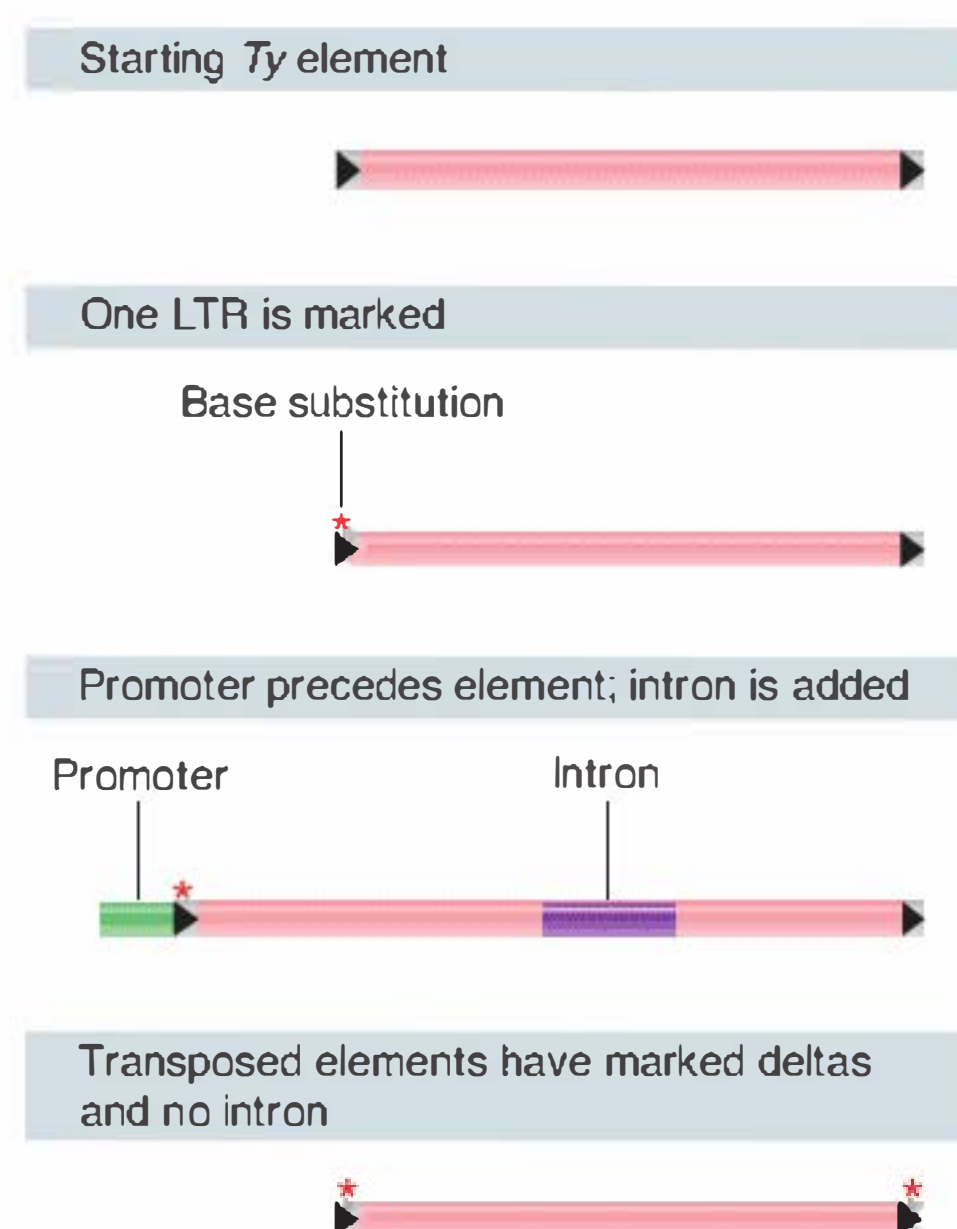 Starting Ty element
One LTR is marked
Base substitution
Promoter precedes element; intron is added
Promoter
Intron
Transposed elements have marked deltas
and no intron